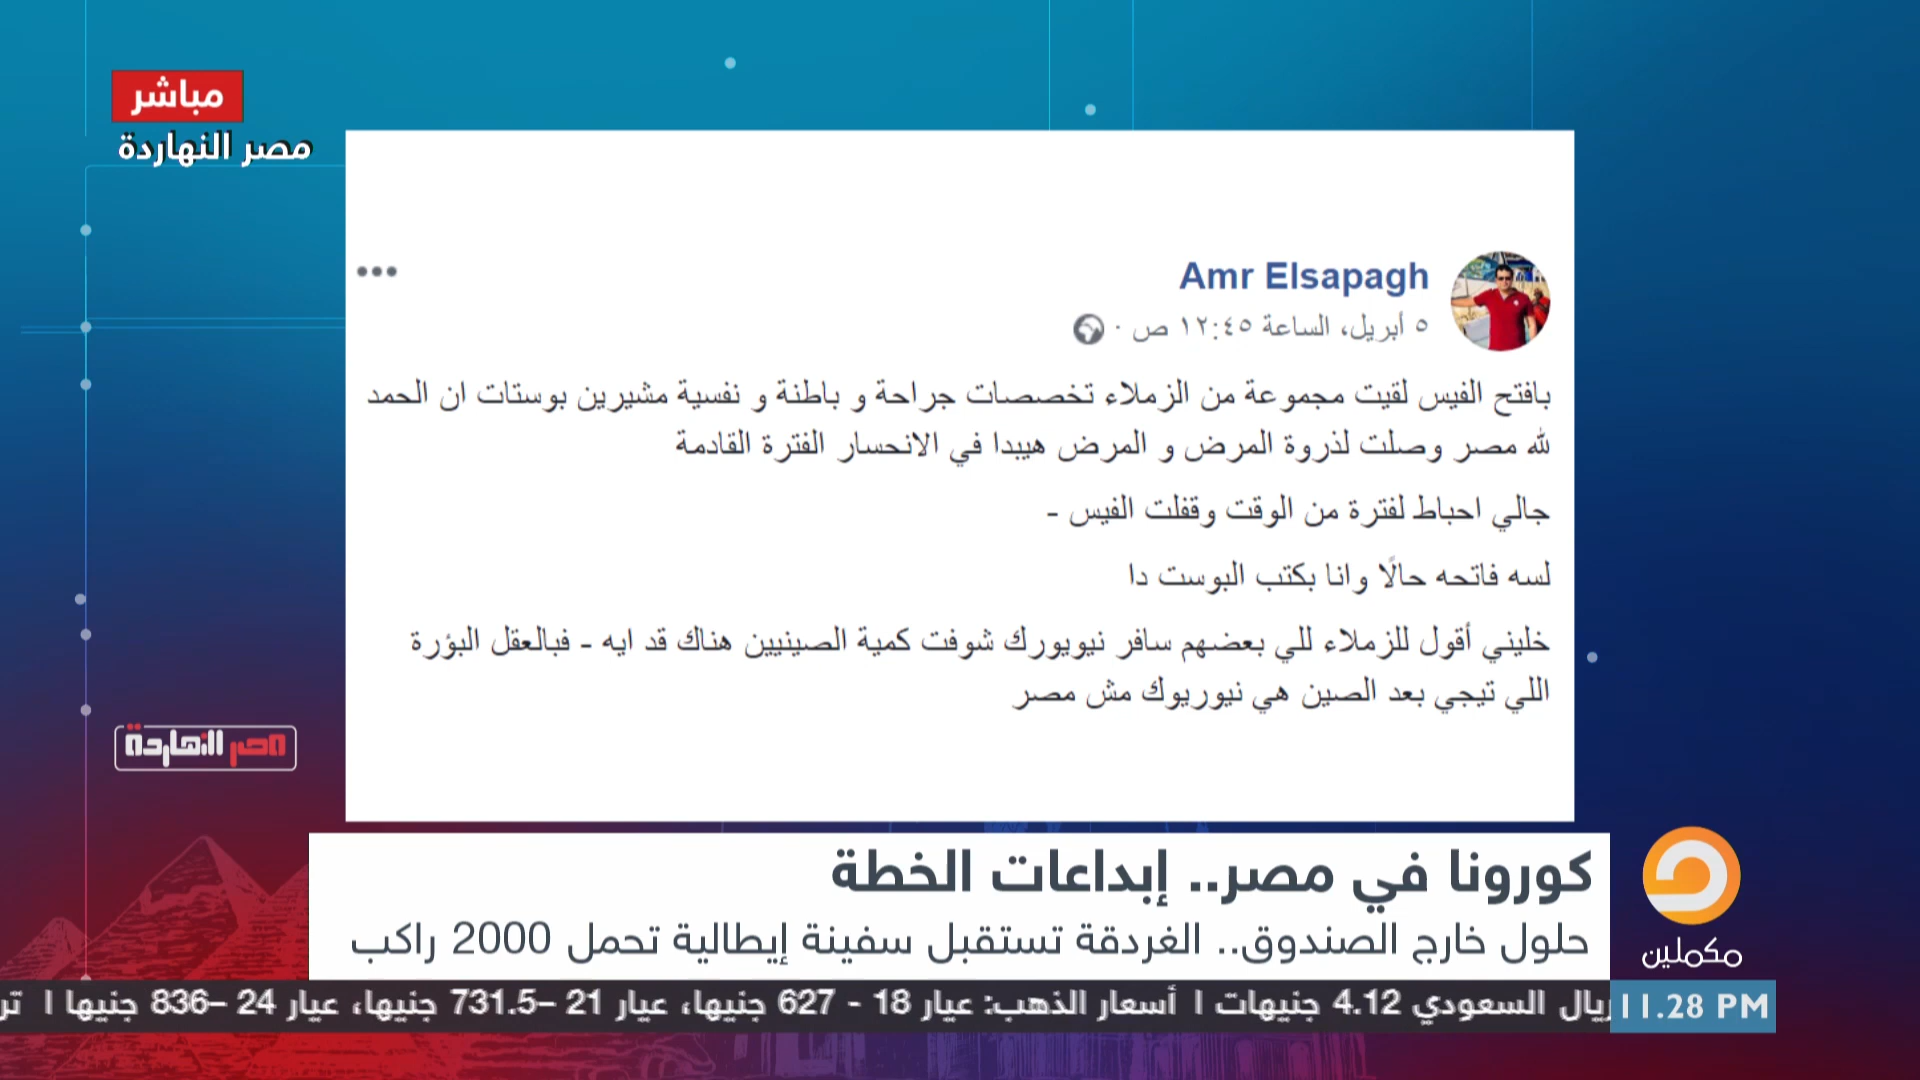 مباشر
مصر النهاردة
Amr Elsapagh
٥ أبريل، الساعة ١٢:٤٥ ص ·
بافتح الفيس لقيت مجموعة من الزملاء تخصصات جراحة و باطنة و نفسية مشيرين بوستات ان الحمد
لله مصر وصلت لذروة المرض و المرض هيبدا في الانحسار الفترة القادمة
جالي احباط لفترة من الوقت وقفلت الفيس -
لسه فاتحه حالًا وانا بكتب البوست دا
خليني أقول للزملاء للي بعضهم سافر نيويورك شوفت كمية الصينيين هناك قد ايه - فبالعقل البؤرة
اللي تيجي بعد الصين هي نيوريوك مش مصر
مصر النهاردة
كورونا في مصر.. إبداعات الخطة
حلول خارج الصندوق.. الغردقة تستقبل سفينة إيطالية تحمل 2000 راكب
مكملين
ريال السعودي 4.12 جنيهات ا أسعار الذهب: عيار 18 - 627 جنيها، عيار 21 –731.5 جنيها، عيار 24 –836 جنيها ا تر
11.28 PM